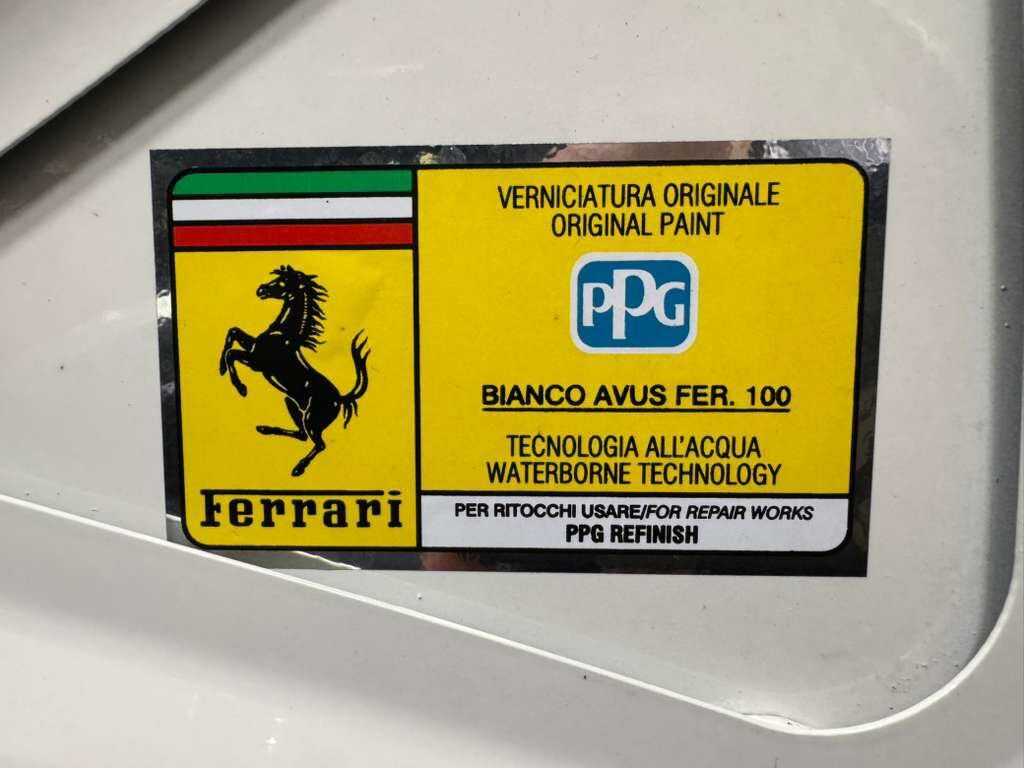 Ferrari
VERNICIATURA ORIGINALE
ORIGINAL PAINT
PPG
BIANCO AVUS FER. 100
TECNOLOGIA ALL'ACQUA
WATERBORNE TECHNOLOGY
PER RITOCCHI USARE/FOR REPAIR WORKS
PPG REFINISH